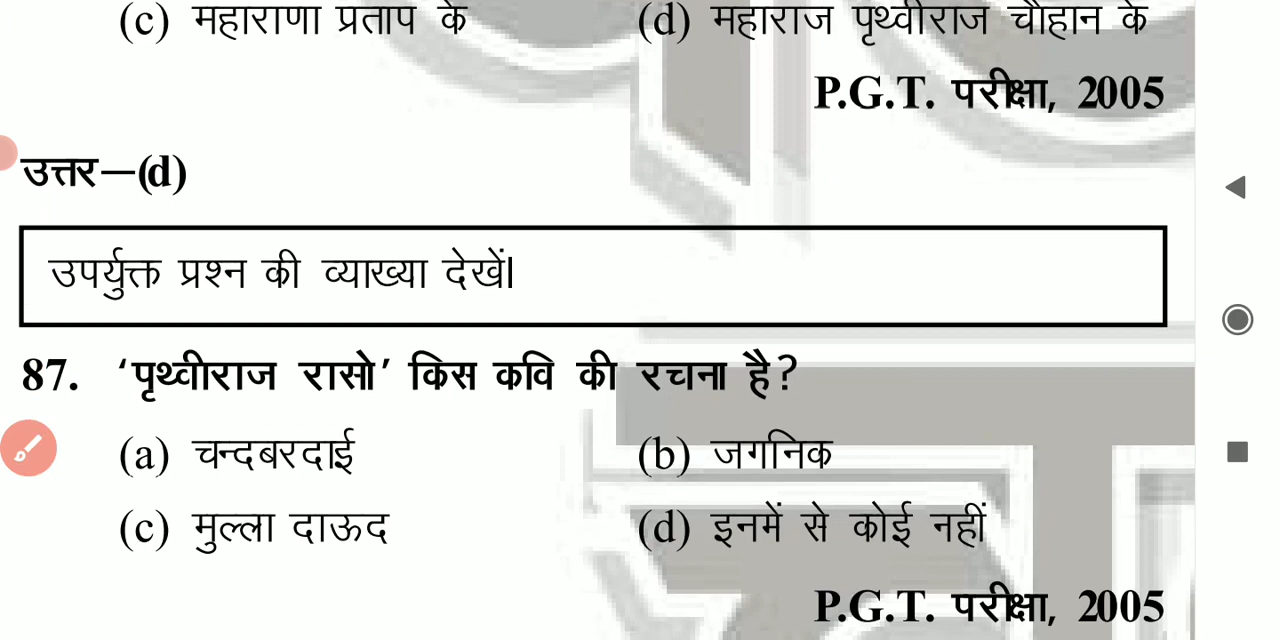 (c) महाराणा प्रताप के (d) महाराज पृथ्वीराज चौहान के
P.G.T. परीक्षा, 2005
उत्तर—(d)
उपर्युक्त प्रश्न की व्याख्या देखें।
87. ‘पृथ्वीराज रासो’ किस कवि की रचना है?
(a) चन्दबरदाई (b) जगनिक
(c) मुल्ला दाऊद (d) इनमें से कोई नहीं
P.G.T. परीक्षा, 2005